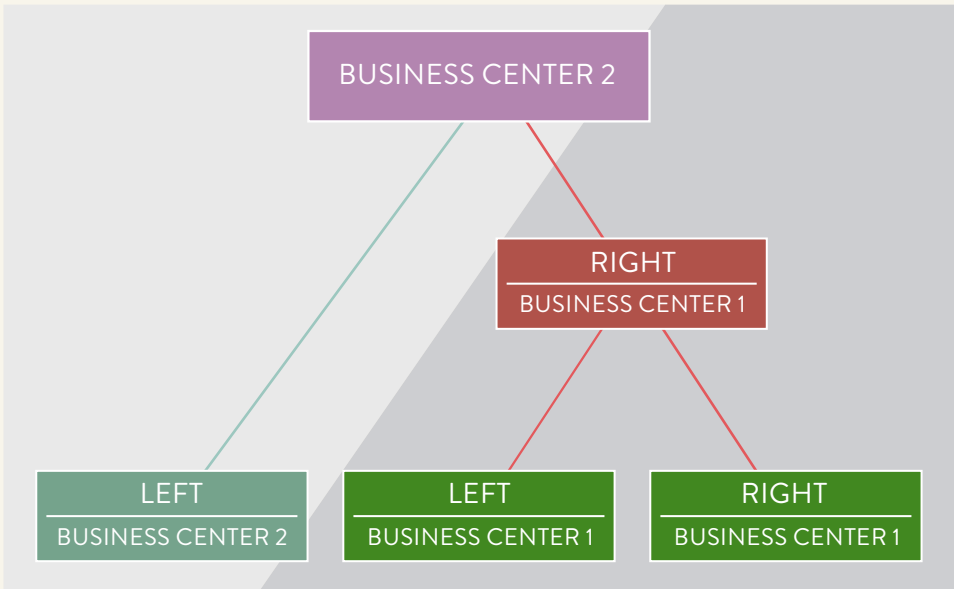 BUSINESS CENTER 2
RIGHT
BUSINESS CENTER 1
LEFT
BUSINESS CENTER 2
LEFT
BUSINESS CENTER 1
RIGHT
BUSINESS CENTER 1